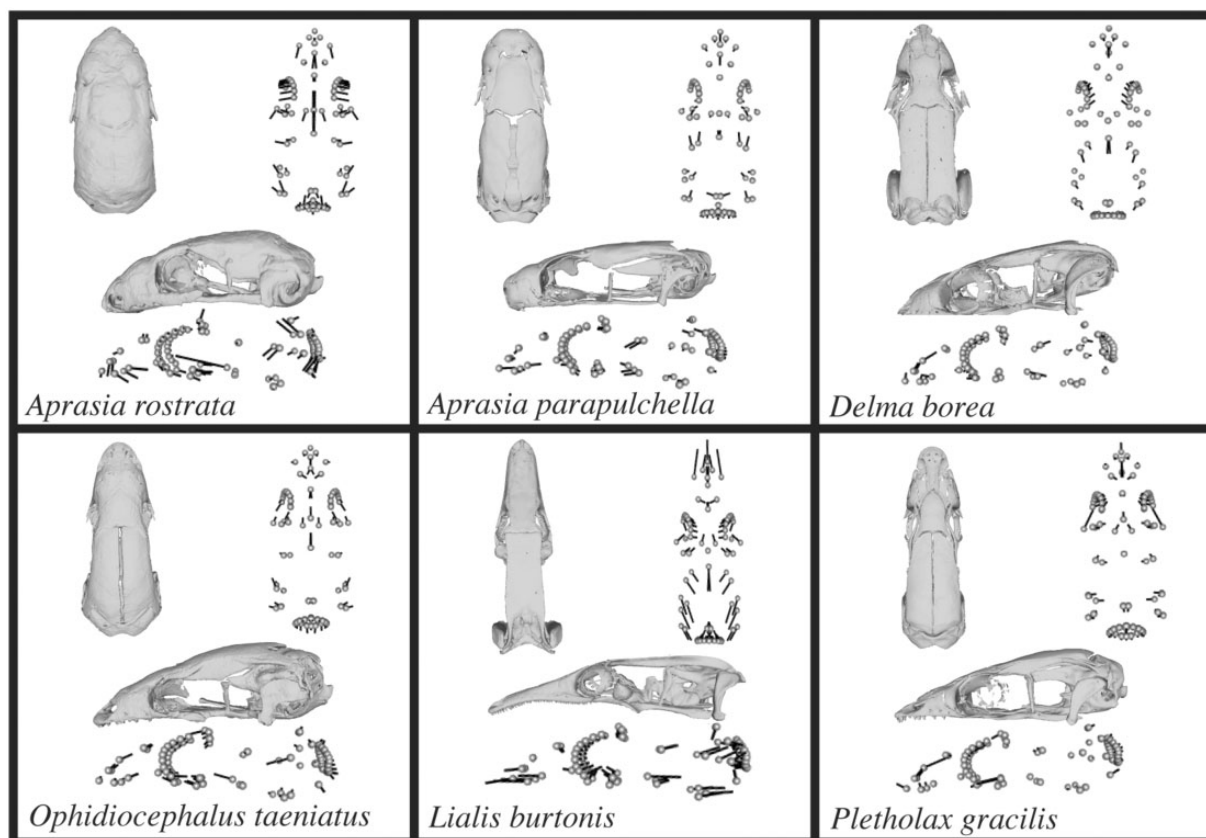 Aprasia rostrata
Aprasia parapulchella
Delma borea
Ophidiocephalus taeniatus
Lialis burtonis
Pletholax gracilis